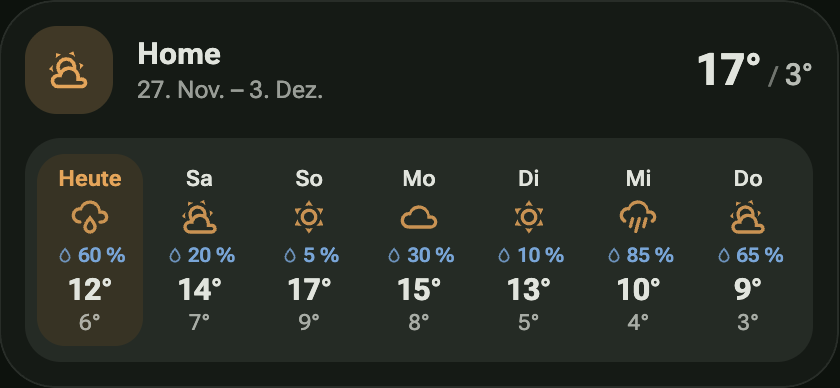 Home
27. Nov. – 3. Dez.
17° / 3°
Heute Sa So Mo Di Mi Do
60 % 20 % 5 % 30 % 10 % 85 % 65 %
12° 14° 17° 15° 13° 10° 9°
6° 7° 9° 8° 5° 4° 3°